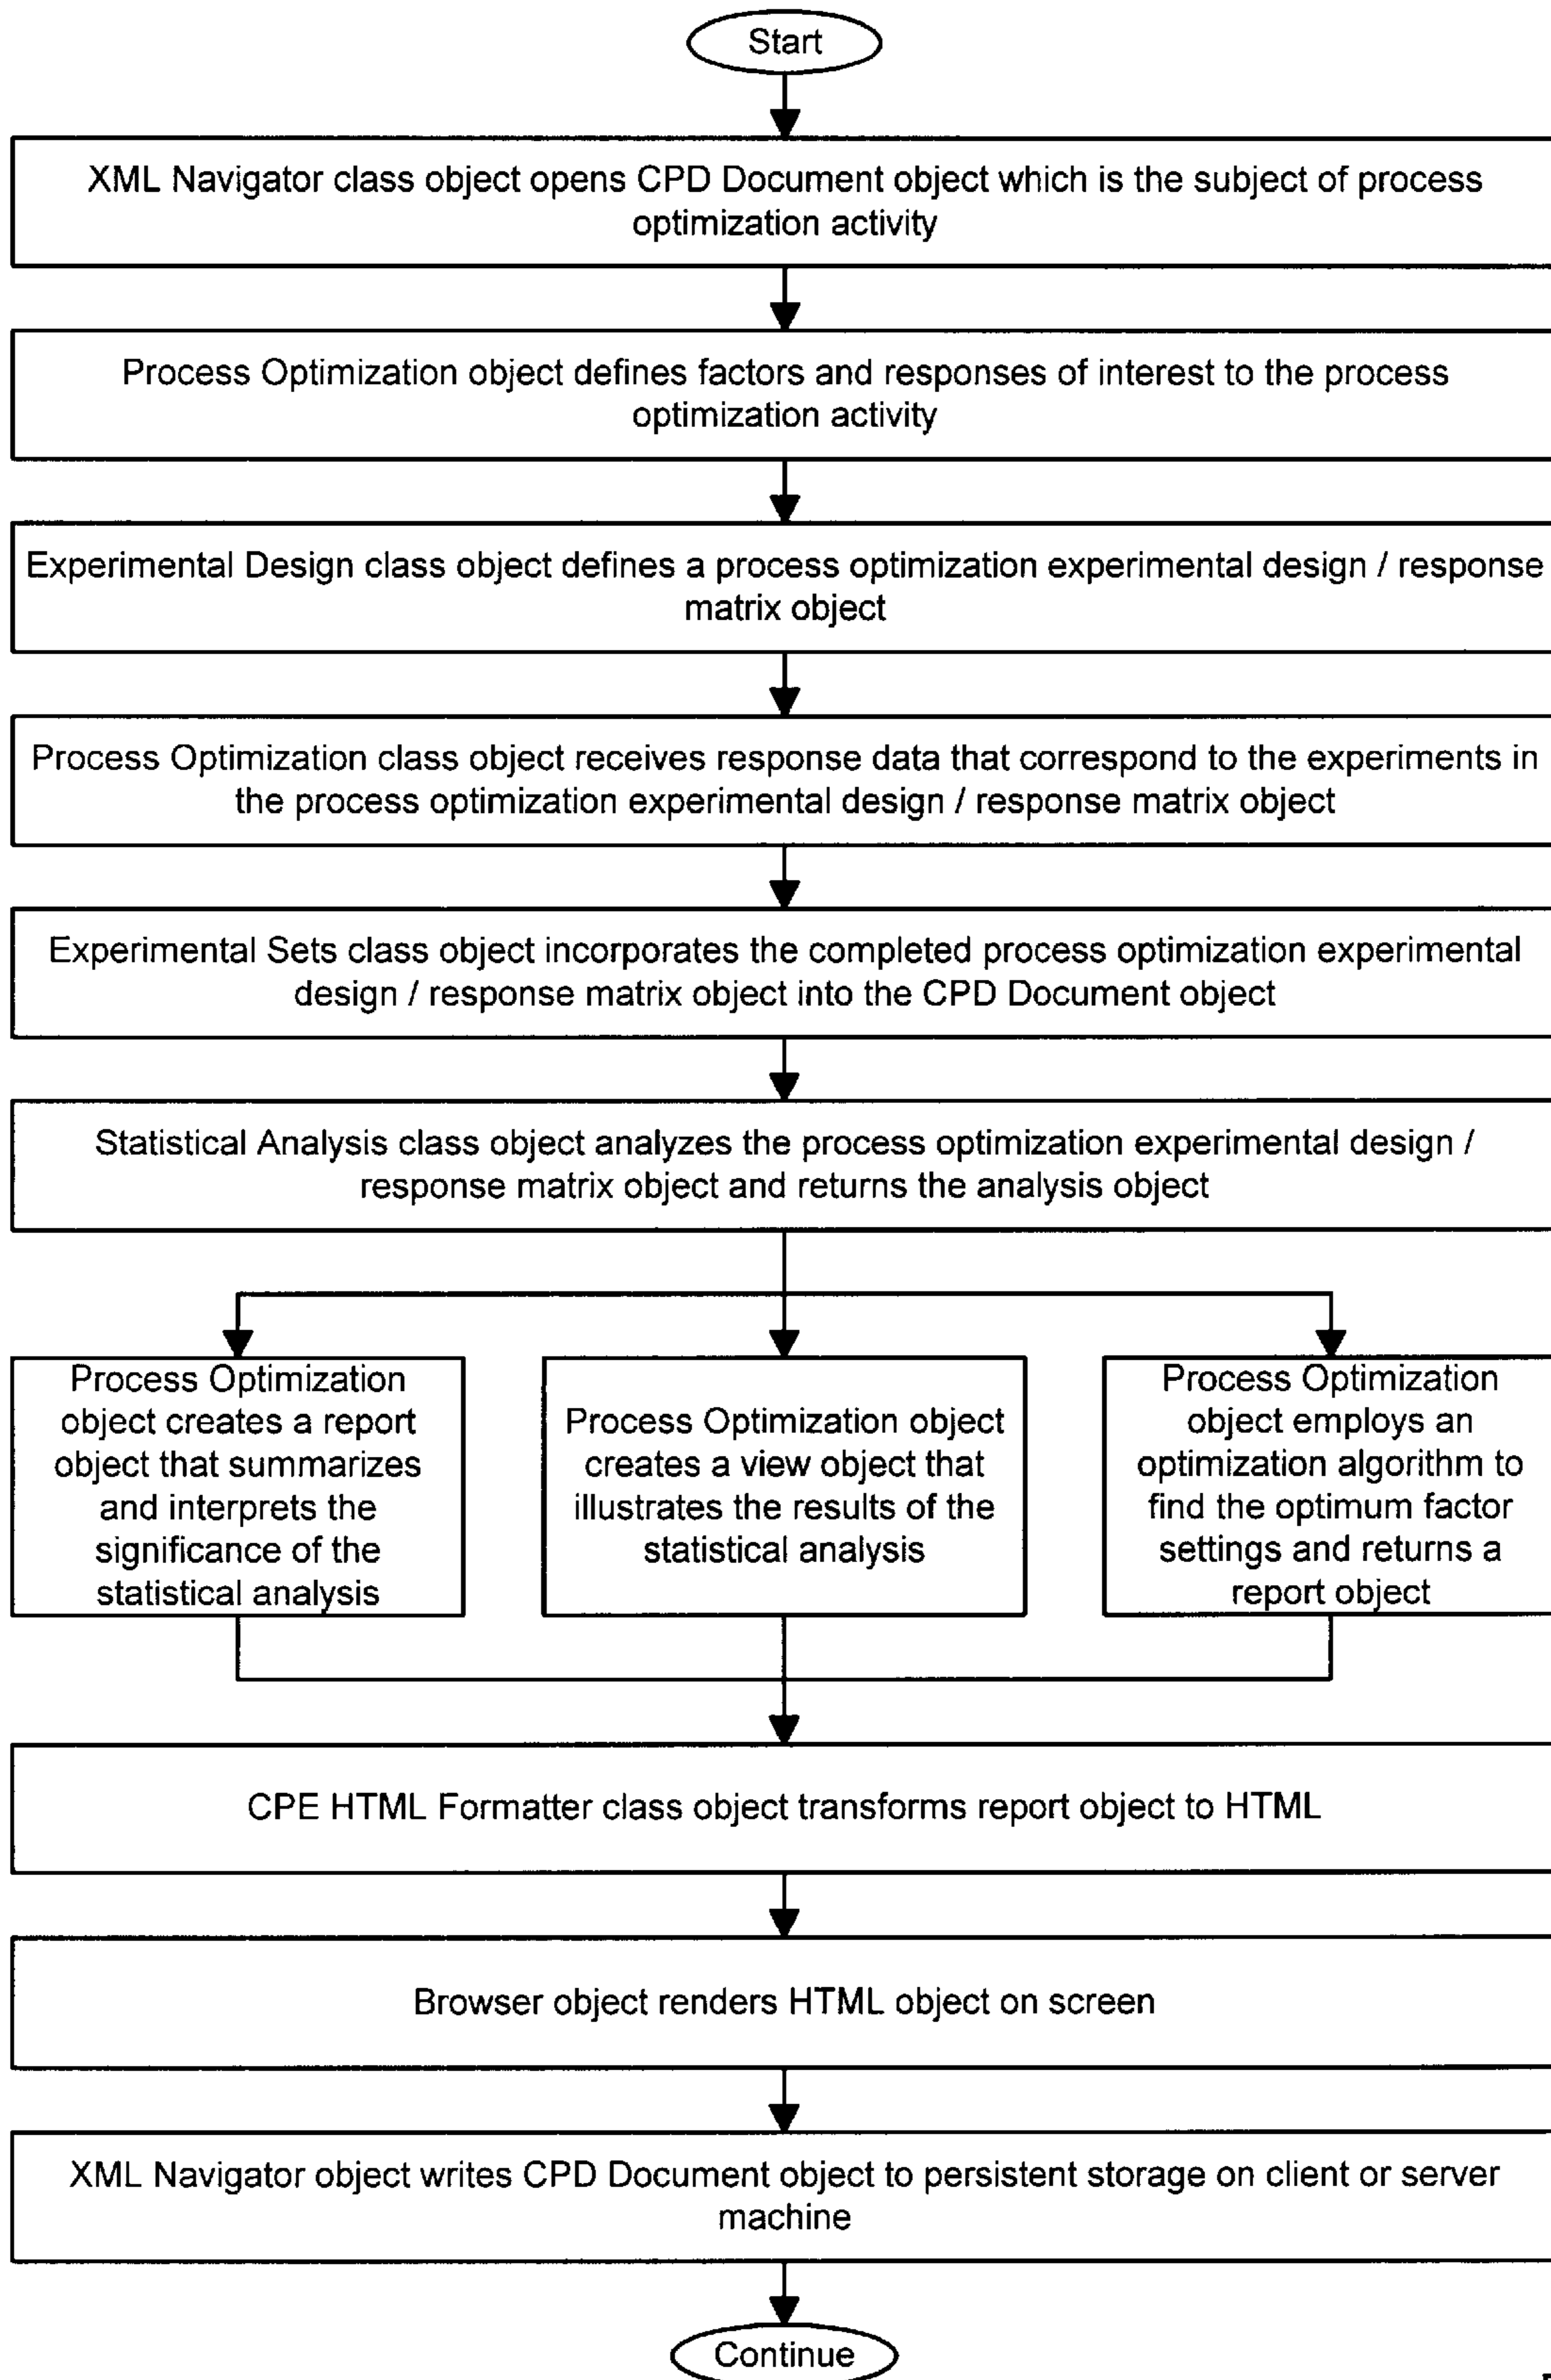 Start
XML Navigator class object opens CPD Document object which is the subject of process
optimization activity
Process Optimization object defines factors and responses of interest to the process
optimization activity
Experimental Design class object defines a process optimization experimental design / response
matrix object
Process Optimization class object receives response data that correspond to the experiments in
the process optimization experimental design / response matrix object
Experimental Sets class object incorporates the completed process optimization experimental
design / response matrix object into the CPD Document object
Statistical Analysis class object analyzes the process optimization experimental design /
response matrix object and returns the analysis object
Process Optimization
object creates a report
object that summarizes
and interprets the
significance of the
statistical analysis
Process Optimization object
creates a view object that
illustrates the results of the
statistical analysis
Process Optimization
object employs an
optimization algorithm to
find the optimum factor
settings and returns a
report object
CPE HTML Formatter class object transforms report object to HTML
Browser object renders HTML object on screen
XML Navigator object writes CPD Document object to persistent storage on client or server
machine
Continue